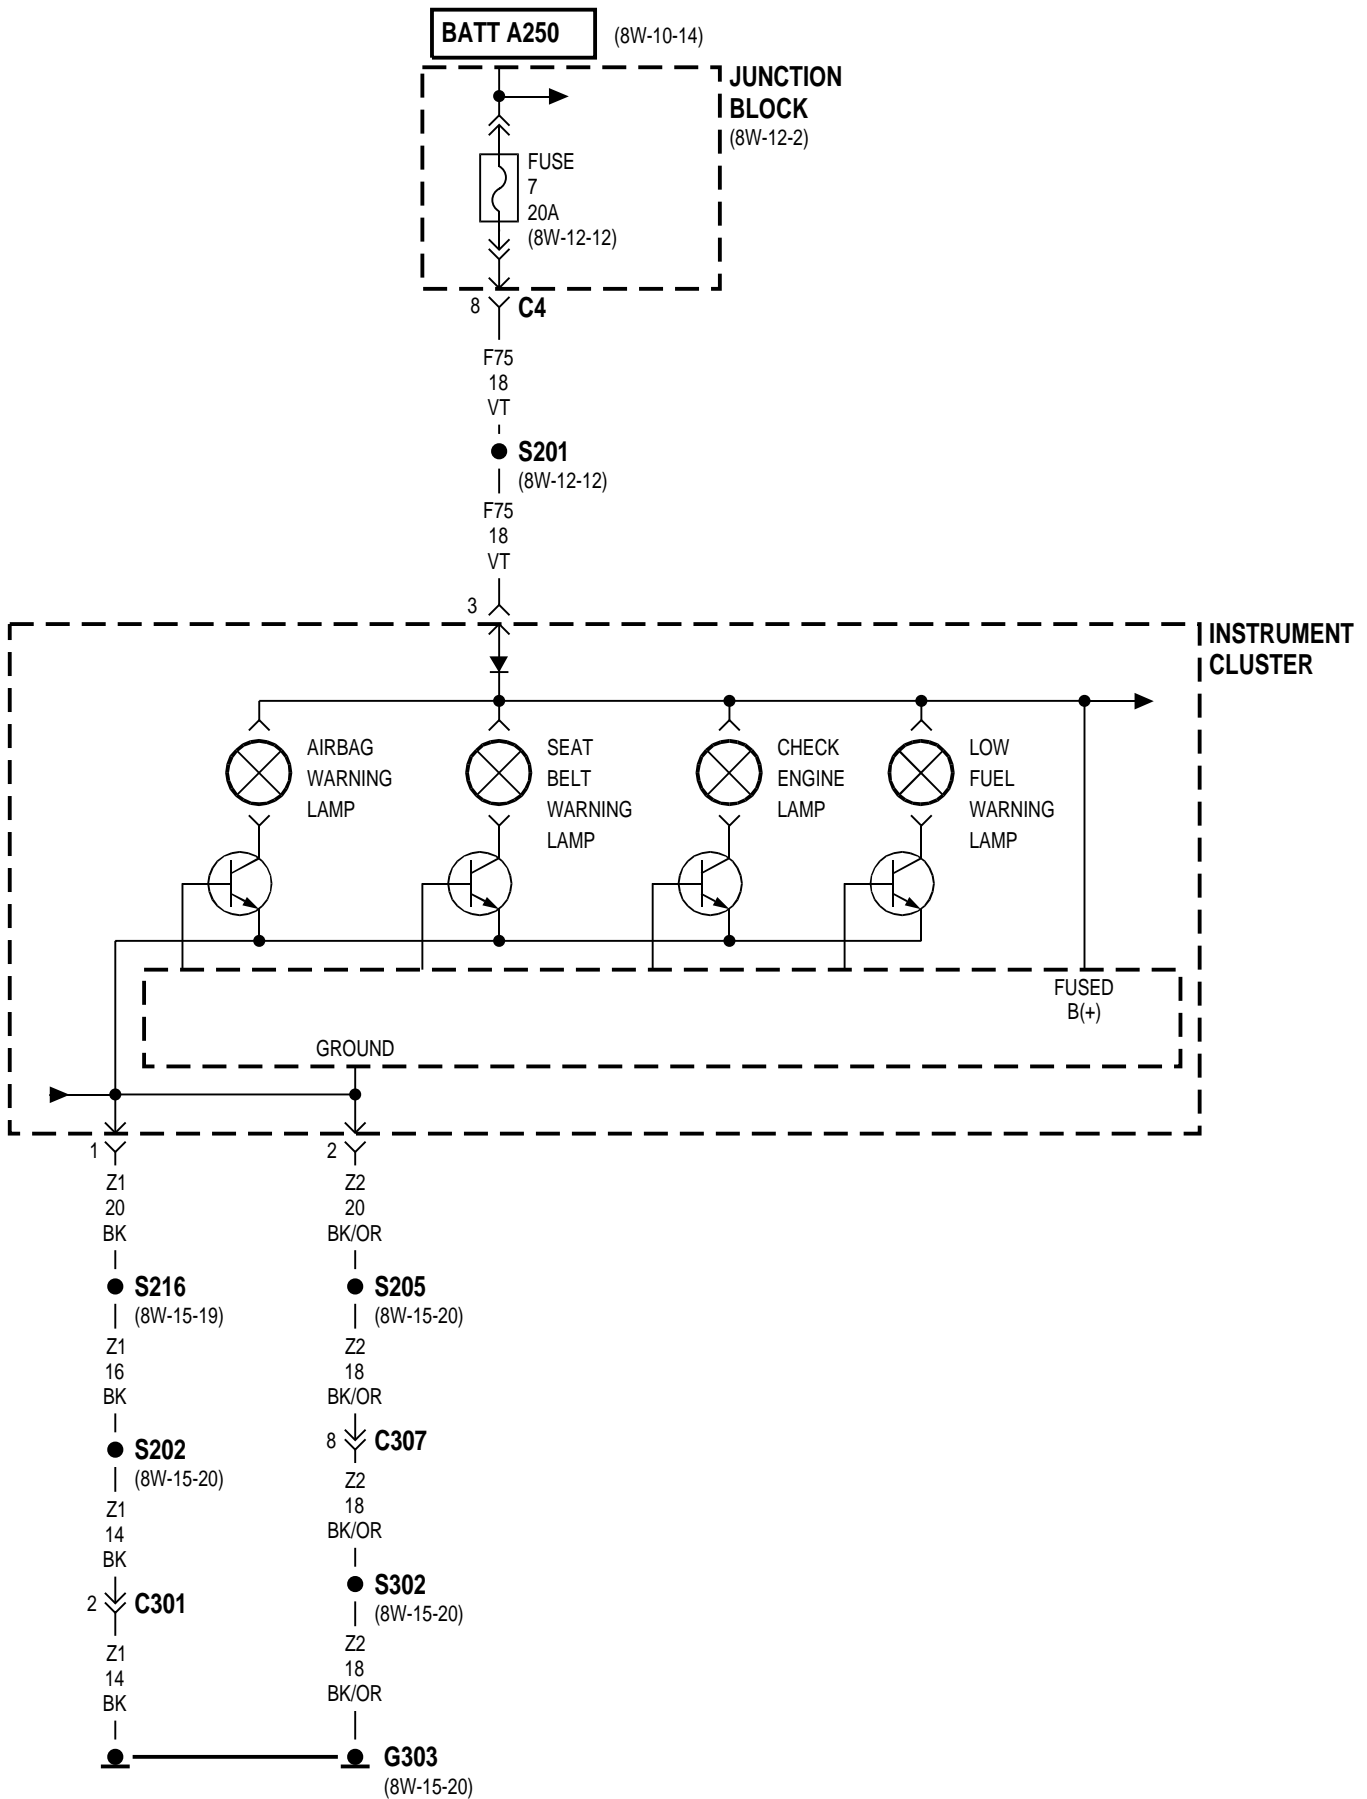 BATT A250
(8W-10-14)
JUNCTION
BLOCK
(8W-12-2)
FUSE
7
20A
(8W-12-12)
8
C4
F75
18
VT
S201
(8W-12-12)
F75
18
VT
3
INSTRUMENT
CLUSTER
AIRBAG
WARNING
LAMP
SEAT
BELT
WARNING
LAMP
CHECK
ENGINE
LAMP
LOW
FUEL
WARNING
LAMP
FUSED
B(+)
GROUND
1
Z1
20
BK
S216
(8W-15-19)
Z1
16
BK
S202
(8W-15-20)
Z1
14
BK
2
C301
Z1
14
BK
2
Z2
20
BK/OR
S205
(8W-15-20)
Z2
18
BK/OR
8
C307
Z2
18
BK/OR
S302
(8W-15-20)
Z2
18
BK/OR
G303
(8W-15-20)